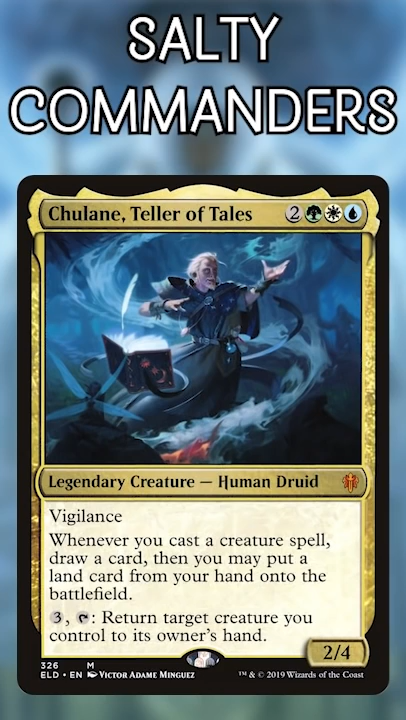 SALTY
COMMANDERS
Chulane, Teller of Tales 2
Legendary Creature — Human Druid
Vigilance
Whenever you cast a creature spell,
draw a card, then you may put a
land card from your hand onto the
battlefield.
3, : Return target creature you
control to its owner's hand.
2/4
326 M
ELD • EN Victor Adame Minguez ™ & © 2019 Wizards of the Coast